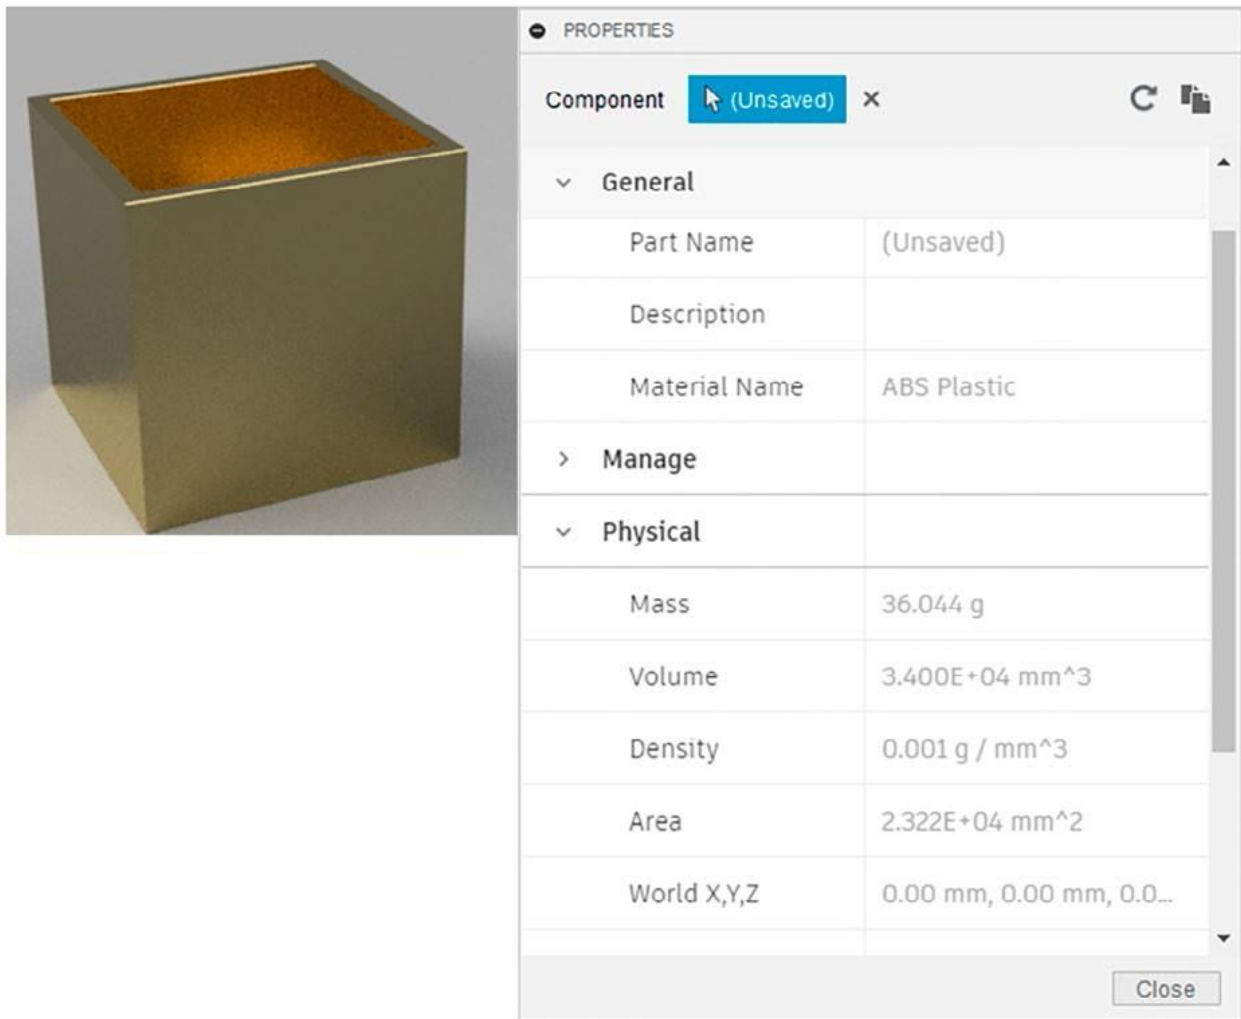 PROPERTIES
Component (Unsaved)
General
Part Name (Unsaved)
Description
Material Name ABS Plastic
Manage
Physical
Mass 36.044 g
Volume 3.400E+04 mm^3
Density 0.001 g / mm^3
Area 2.322E+04 mm^2
World X,Y,Z 0.00 mm, 0.00 mm, 0.0...
Close